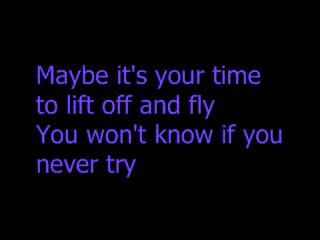 Maybe it's your time
to lift off and fly
You won't know if you
never try